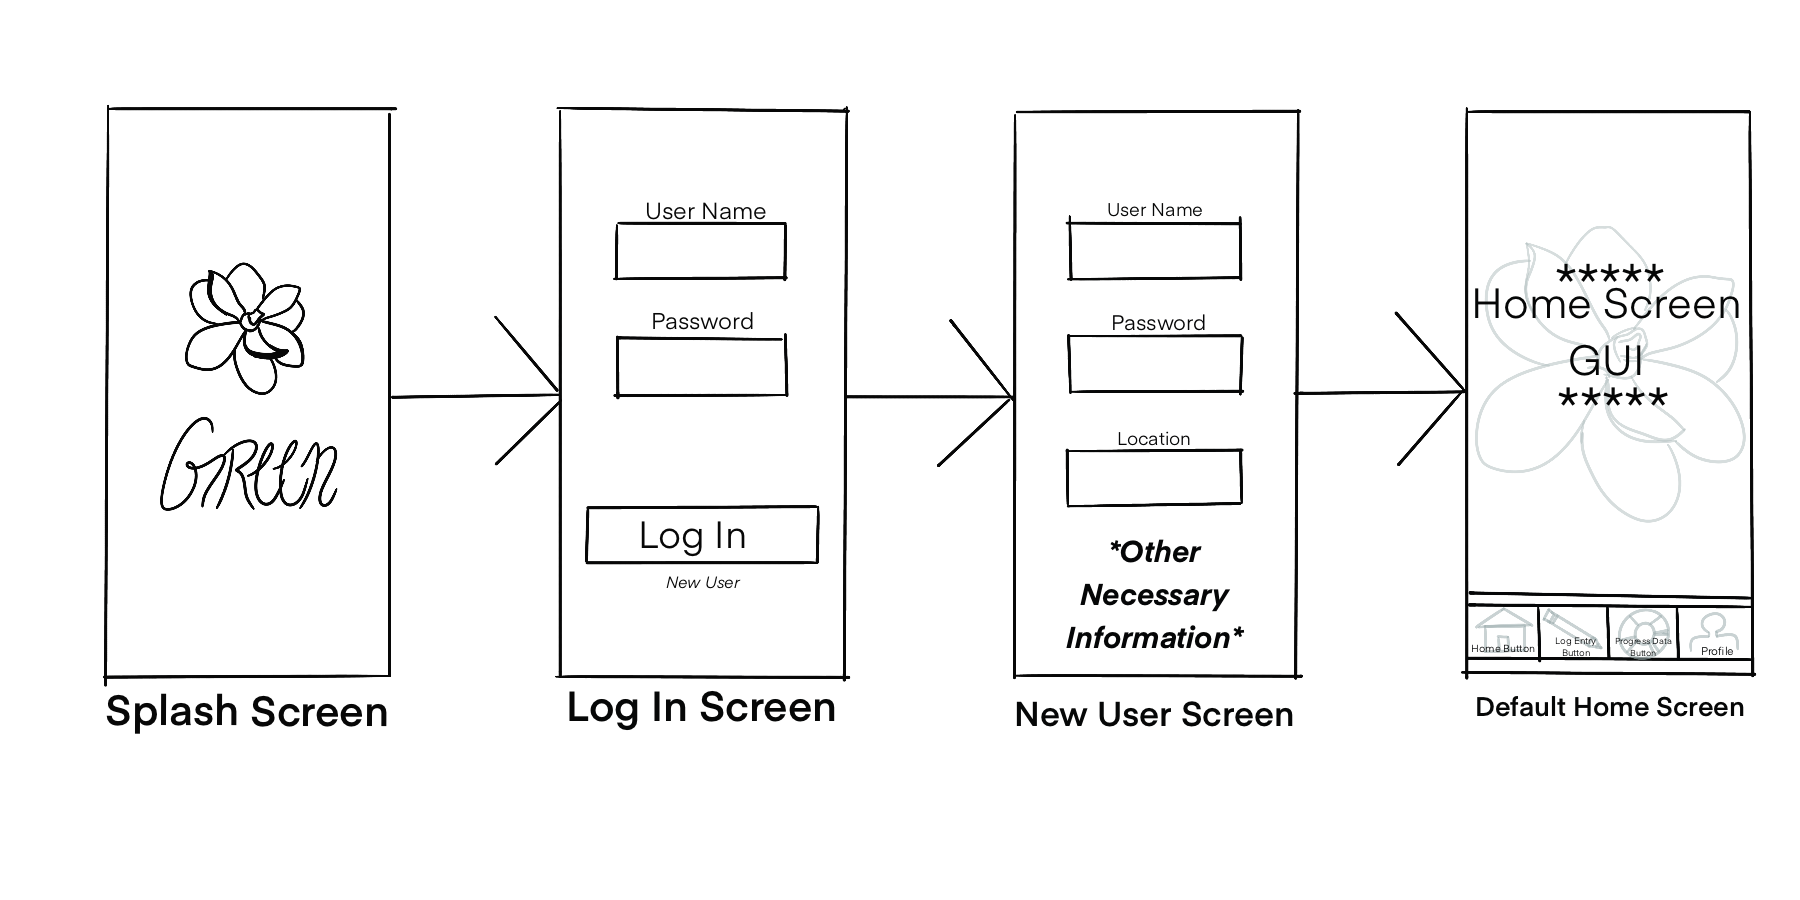 GREEN
Splash Screen
User Name
Password
Log In
New User
Log In Screen
User Name
Password
Location
*Other
Necessary
Information*
New User Screen
*****
Home Screen
GUI
*****
Home Button
Log Entry
Button
Progress Data
Button
Profile
Default Home Screen